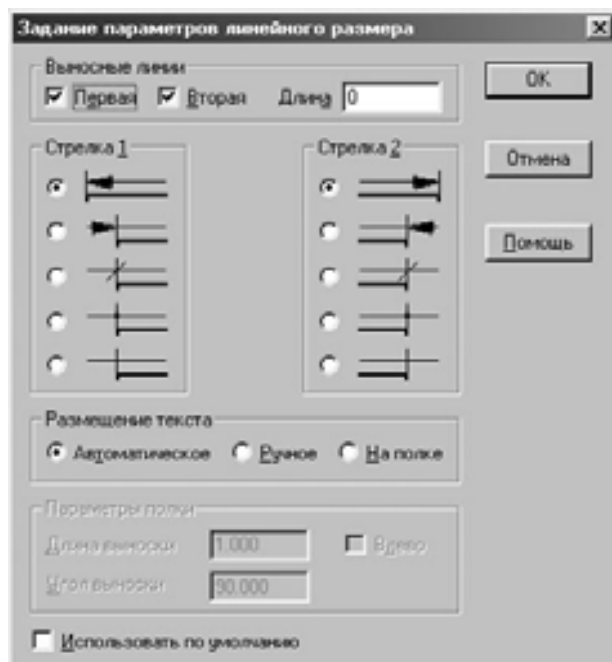 Задание параметров линейного размера
Выносные линии
Первая Вторая Длина 0
OK
Стрелка 1
Стрелка 2
Отмена
Помощь
Размещение текста
Автоматическое Ручное На полке
Параметры полки
Длина выноски 1.000 Влево
Угол выноски 90.000
Использовать по умолчанию